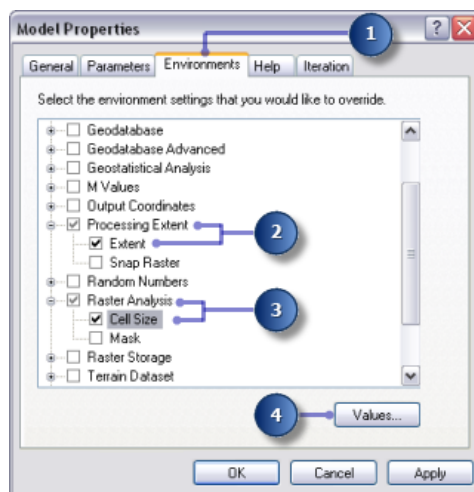 Model Properties
?
1
General Parameters Environments Help Iteration
Select the environment settings that you would like to override.
Geodatabase
Geodatabase Advanced
Geostatistical Analysis
M Values
Output Coordinates
Processing Extent
2
Extent
Snap Raster
Random Numbers
Raster Analysis
3
Cell Size
Mask
Raster Storage
Terrain Dataset
4
Values...
OK Cancel Apply